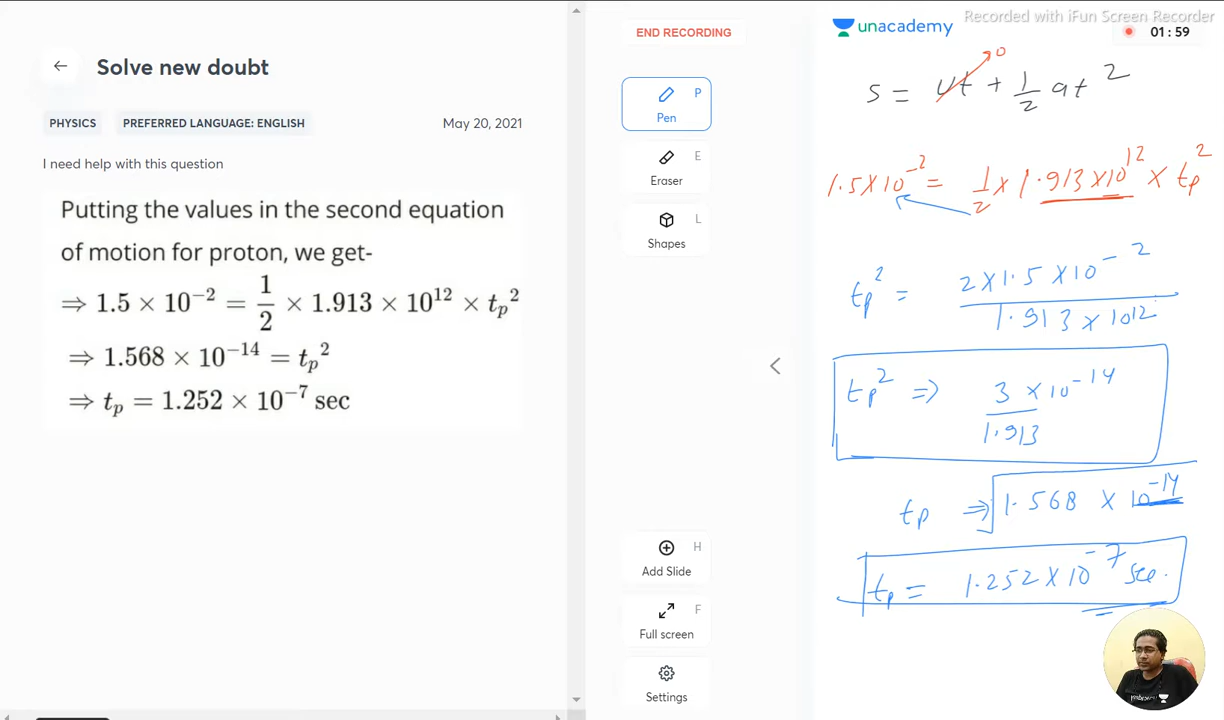 Recorded with iFun Screen Recorder
END RECORDING
unacademy
01 : 59
← Solve new doubt
PHYSICS
PREFERRED LANGUAGE: ENGLISH
May 20, 2021
I need help with this question
Putting the values in the second equation
of motion for proton, we get-
⇒ 1.5 × 10⁻² = 1/2 × 1.913 × 10¹² × tₚ²
⇒ 1.568 × 10⁻¹⁴ = tₚ²
⇒ tₚ = 1.252 × 10⁻⁷ sec
P
Pen
E
Eraser
L
Shapes
H
Add Slide
F
Full screen
Settings
s = ut → 0 + 1/2 at²
1.5 × 10⁻² = 1/2 × 1.913 × 10¹² × tp²
tp² = 2 × 1.5 × 10⁻² / 1.913 × 10¹²
tp² ⇒ 3 × 10⁻¹⁴ / 1.913
tp ⇒ √1.568 × 10⁻¹⁴
tp = 1.252 × 10⁻⁷ sec.